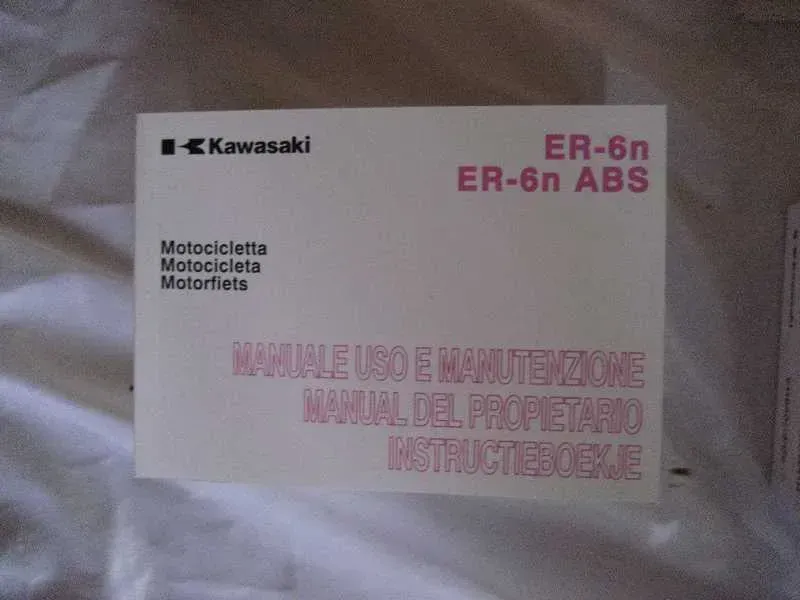 Kawasaki
ER-6n
ER-6n ABS
Motocicletta
Motocicleta
Motorfiets
MANUALE USO E MANUTENZIONE
MANUAL DEL PROPIETARIO
INSTRUCTIEBOEKJE